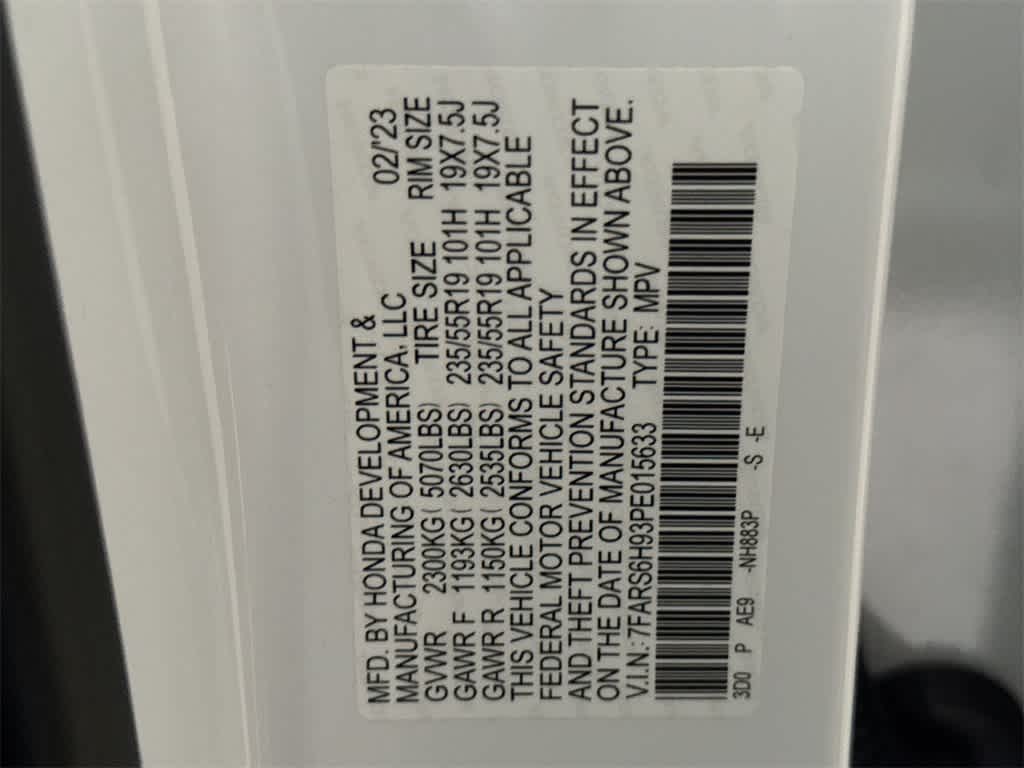 MFD. BY HONDA DEVELOPMENT & 02/'23
MANUFACTURING OF AMERICA, LLC RIM SIZE
GVWR 2300KG( 5070LBS) TIRE SIZE
GAWR F 1193KG( 2630LBS) 235/55R19 101H 19X7.5J
GAWR R 1150KG( 2535LBS) 235/55R19 101H 19X7.5J
THIS VEHICLE CONFORMS TO ALL APPLICABLE
FEDERAL MOTOR VEHICLE SAFETY
AND THEFT PREVENTION STANDARDS IN EFFECT
ON THE DATE OF MANUFACTURE SHOWN ABOVE.
V.I.N.: 7FARS6H93PE015633 TYPE: MPV
3D0 P AE9 -NH883P -S -E